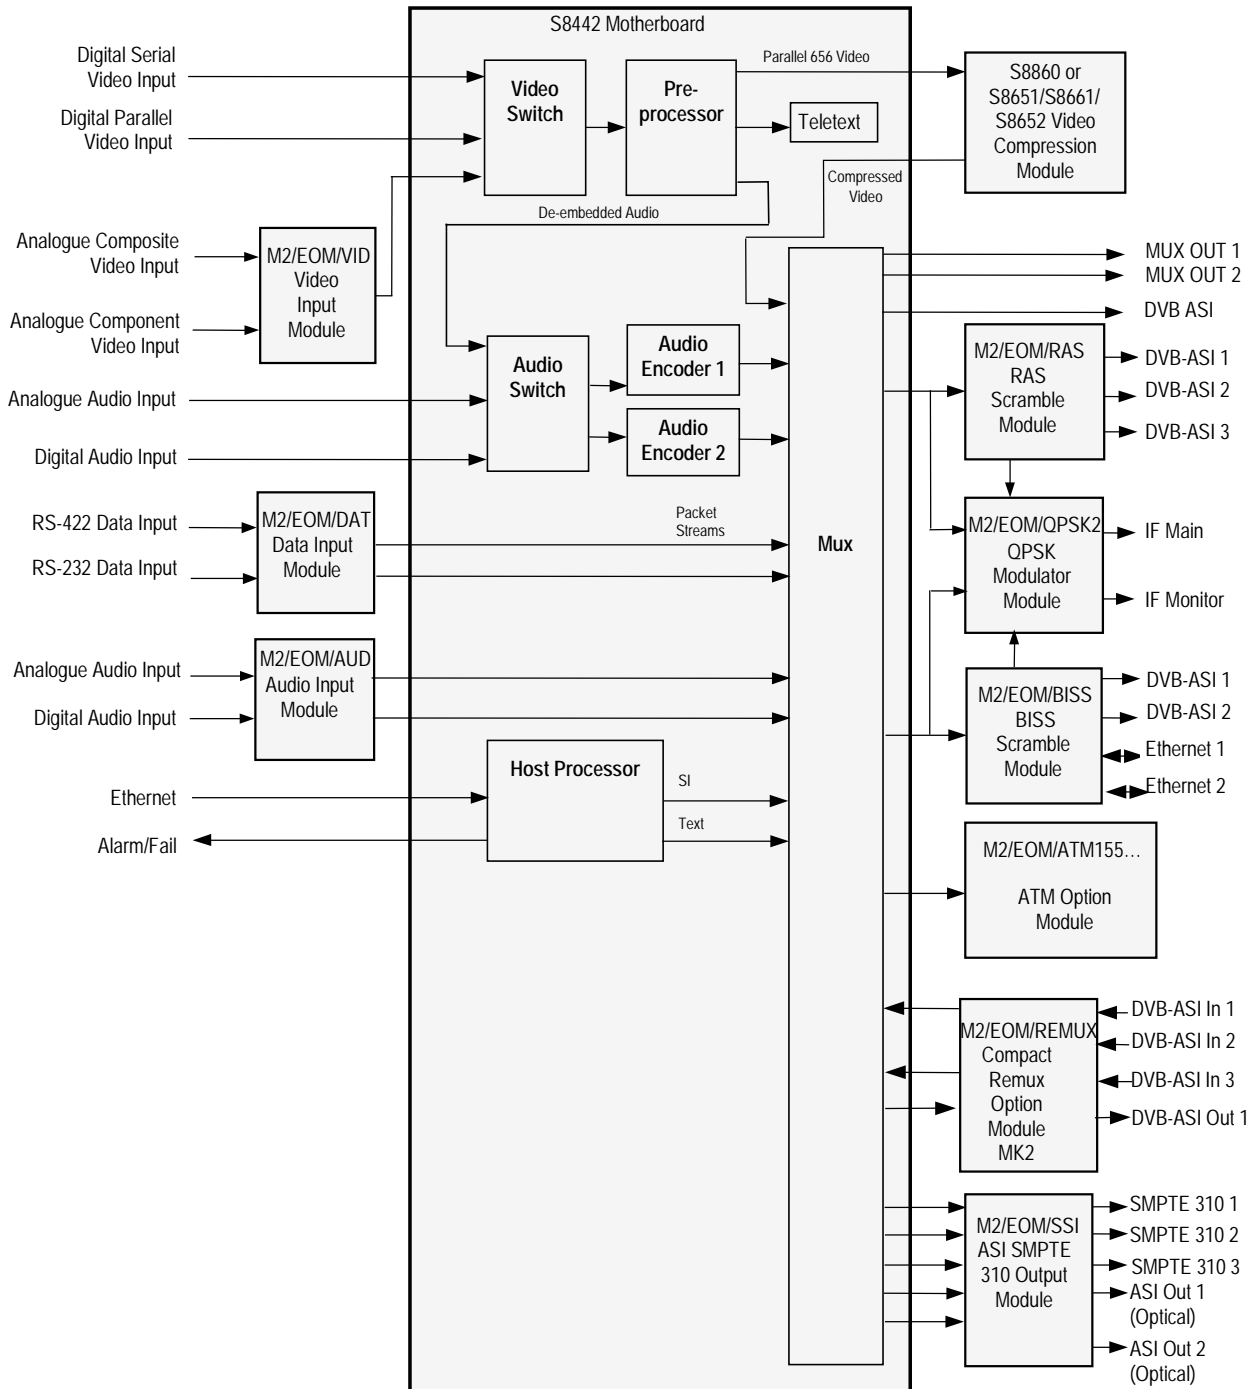 S8442 Motherboard
Digital Serial
Video Input
Digital Parallel
Video Input
Video
Switch
Pre-
processor
Parallel 656 Video
Teletext
S8860 or
S8651/S8661/
S8652 Video
Compression
Module
Compressed
Video
De-embedded Audio
Analogue Composite
Video Input
Analogue Component
Video Input
M2/EOM/VID
Video
Input
Module
MUX OUT 1
MUX OUT 2
DVB ASI
Analogue Audio Input
Digital Audio Input
Audio
Switch
Audio
Encoder 1
Audio
Encoder 2
M2/EOM/RAS
RAS
Scramble
Module
DVB-ASI 1
DVB-ASI 2
DVB-ASI 3
RS-422 Data Input
RS-232 Data Input
M2/EOM/DAT
Data Input
Module
Packet
Streams
Mux
M2/EOM/QPSK2
QPSK
Modulator
Module
IF Main
IF Monitor
Analogue Audio Input
Digital Audio Input
M2/EOM/AUD
Audio Input
Module
M2/EOM/BISS
BISS
Scramble
Module
DVB-ASI 1
DVB-ASI 2
Ethernet 1
Ethernet 2
Ethernet
Alarm/Fail
Host Processor
SI
Text
M2/EOM/ATM155…
ATM Option
Module
M2/EOM/REMUX
Compact
Remux
Option
Module
MK2
DVB-ASI In 1
DVB-ASI In 2
DVB-ASI In 3
DVB-ASI Out 1
M2/EOM/SSI
ASI SMPTE
310 Output
Module
SMPTE 310 1
SMPTE 310 2
SMPTE 310 3
ASI Out 1
(Optical)
ASI Out 2
(Optical)